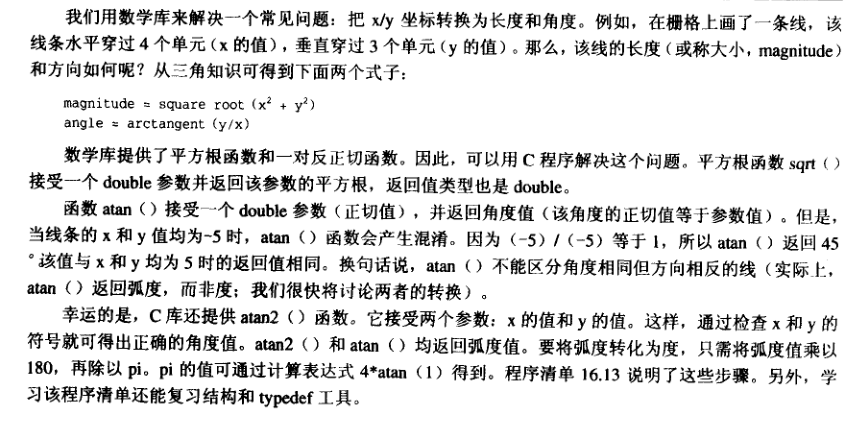 我们用数学库来解决一个常见问题：把 x/y 坐标转换为长度和角度。例如，在栅格上画了一条线，该
线条水平穿过 4 个单元（x 的值），垂直穿过 3 个单元（y 的值）。那么，该线的长度（或称大小，magnitude）
和方向如何呢？从三角知识可得到下面两个式子：
magnitude = square root (x² + y²)
angle = arctangent (y/x)
数学库提供了平方根函数和一对反正切函数。因此，可以用 C 程序解决这个问题。平方根函数 sqrt（）
接受一个 double 参数并返回该参数的平方根，返回值类型也是 double。
函数 atan（）接受一个 double 参数（正切值），并返回角度值（该角度的正切值等于参数值）。但是，
当线条的 x 和 y 值均为-5 时，atan（）函数会产生混淆。因为（-5）/（-5）等于 1，所以 atan（）返回 45
°该值与 x 和 y 均为 5 时的返回值相同。换句话说，atan（）不能区分角度相同但方向相反的线（实际上，
atan（）返回弧度，而非度；我们很快将讨论两者的转换）。
幸运的是，C 库还提供 atan2（）函数。它接受两个参数：x 的值和 y 的值。这样，通过检查 x 和 y 的
符号就可得出正确的角度值。atan2（）和 atan（）均返回弧度值。要将弧度转化为度，只需将弧度值乘以
180，再除以 pi。pi 的值可通过计算表达式 4*atan（1）得到。程序清单 16.13 说明了这些步骤。另外，学
习该程序清单还能复习结构和 typedef 工具。